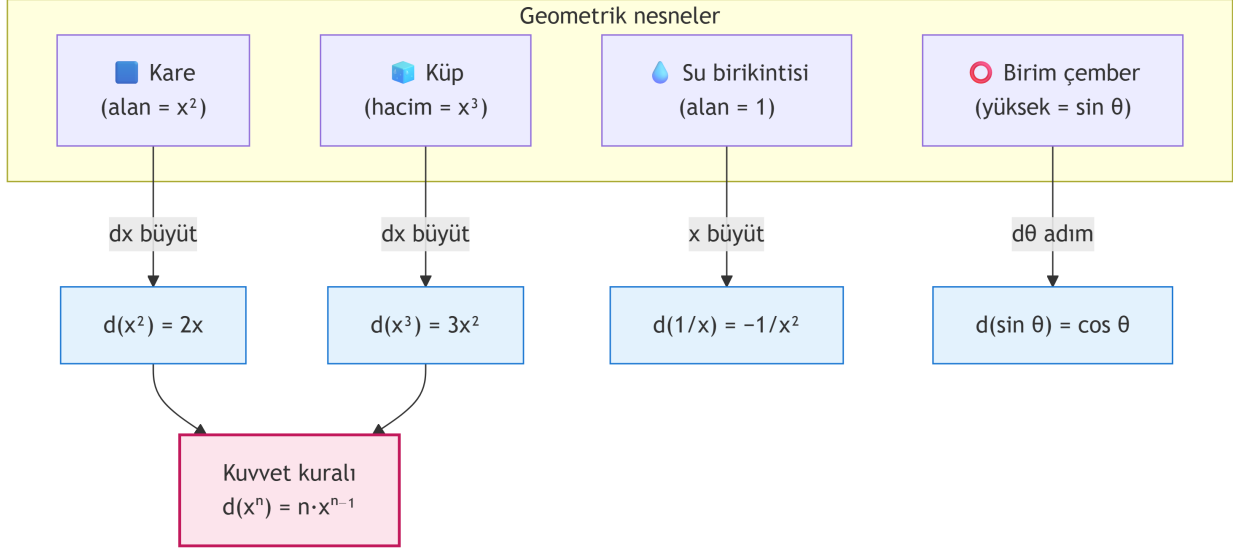 Geometrik nesneler
🟦 Kare
(alan = x²)
🧊 Küp
(hacim = x³)
💧 Su birikintisi
(alan = 1)
⭕ Birim çember
(yüksek = sin θ)
dx büyüt
dx büyüt
x büyüt
dθ adım
d(x²) = 2x
d(x³) = 3x²
d(1/x) = −1/x²
d(sin θ) = cos θ
Kuvvet kuralı
d(xⁿ) = n·xⁿ⁻¹